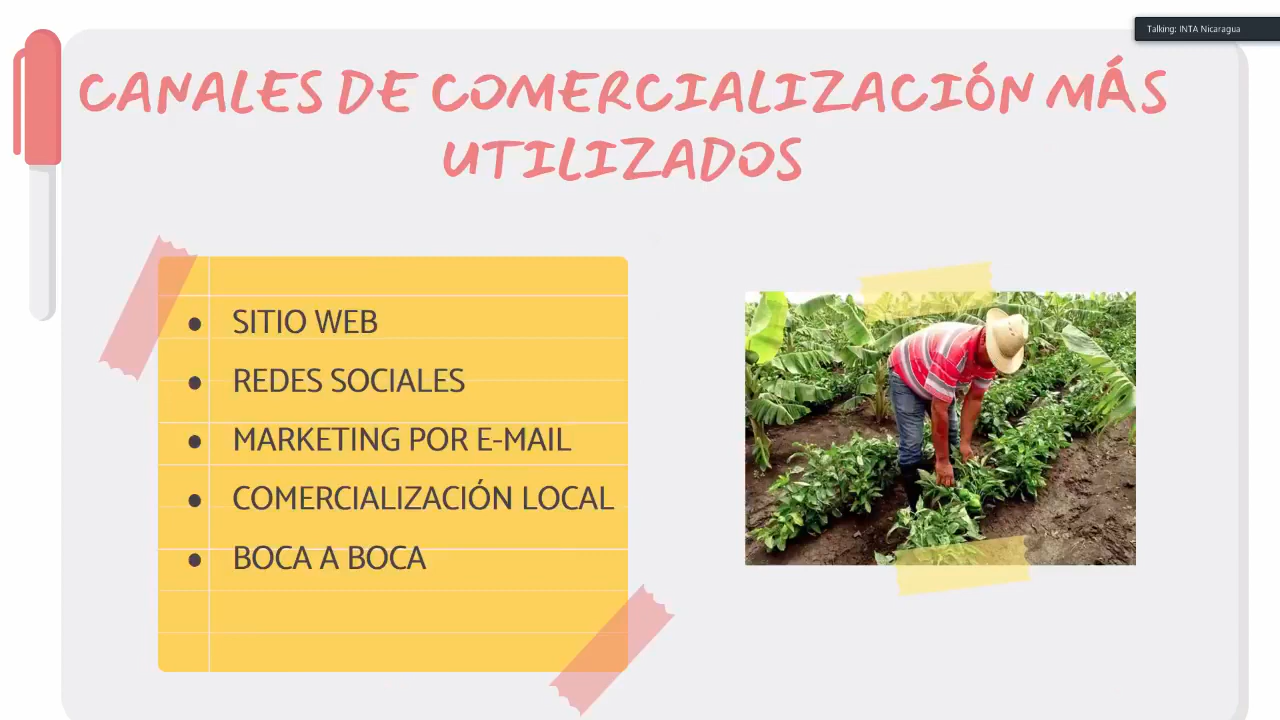 Talking: INTA Nicaragua
CANALES DE COMERCIALIZACIÓN MÁS
UTILIZADOS
● SITIO WEB
● REDES SOCIALES
● MARKETING POR E-MAIL
● COMERCIALIZACIÓN LOCAL
● BOCA A BOCA